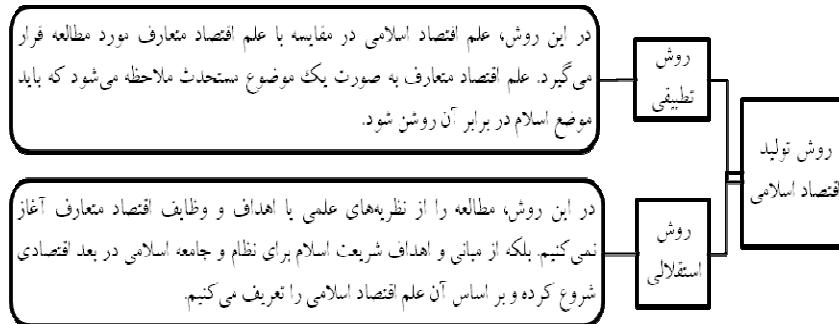 روش تولید
اقتصاد اسلامی
روش
تطبیقی
در این روش، علم اقتصاد اسلامی در مقایسه با علم اقتصاد متعارف مورد مطالعه قرار
می‌گیرد. علم اقتصاد متعارف به صورت یک موضوع مستحدث ملاحظه می‌شود که باید
موضع اسلام در برابر آن روشن شود.
روش
استقلالی
در این روش، مطالعه را از نظریه‌های علمی یا اهداف و وظایف اقتصاد متعارف آغاز
نمی‌کنیم. بلکه از مبانی و اهداف شریعت اسلام برای نظام و جامعه اسلامی در بعد اقتصادی
شروع کرده و بر اساس آن علم اقتصاد اسلامی را تعریف می‌کنیم.